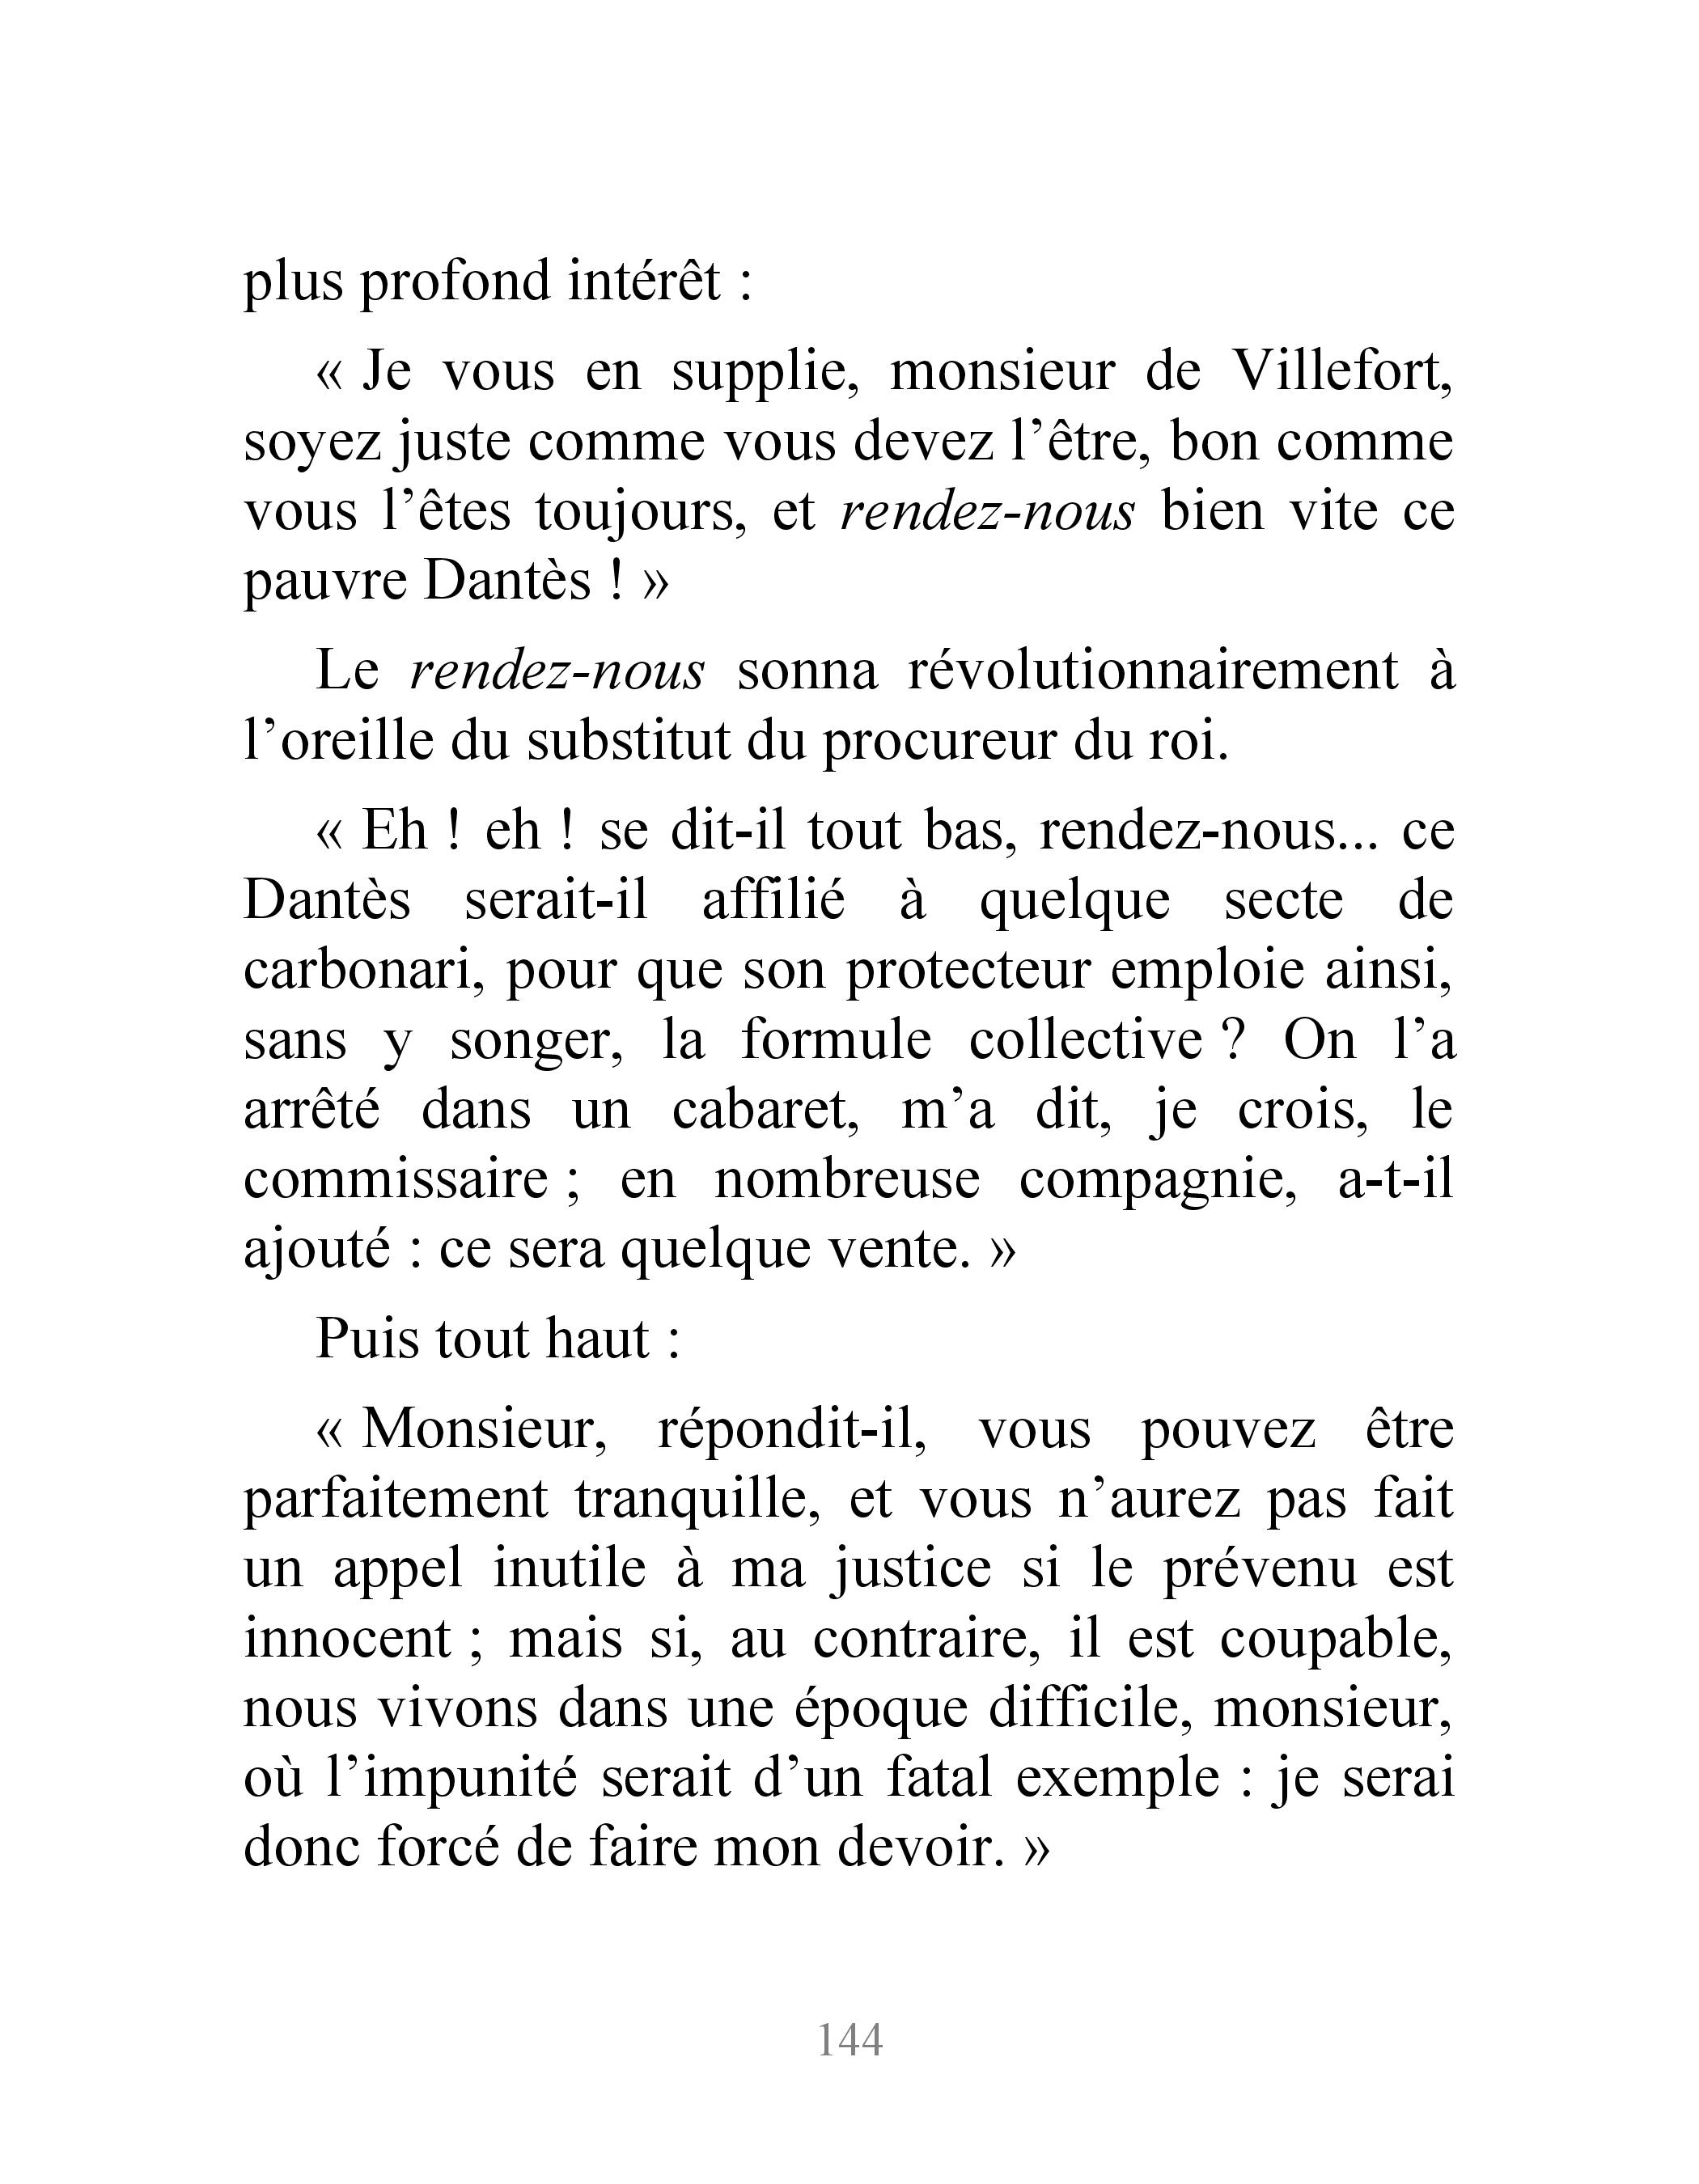 plus profond intérêt :
« Je vous en supplie, monsieur de Villefort,
soyez juste comme vous devez l’être, bon comme
vous l’êtes toujours, et rendez-nous bien vite ce
pauvre Dantès ! »
Le rendez-nous sonna révolutionnairement à
l’oreille du substitut du procureur du roi.
« Eh ! eh ! se dit-il tout bas, rendez-nous... ce
Dantès serait-il affilié à quelque secte de
carbonari, pour que son protecteur emploie ainsi,
sans y songer, la formule collective ? On l’a
arrêté dans un cabaret, m’a dit, je crois, le
commissaire ; en nombreuse compagnie, a-t-il
ajouté : ce sera quelque vente. »
Puis tout haut :
« Monsieur, répondit-il, vous pouvez être
parfaitement tranquille, et vous n’aurez pas fait
un appel inutile à ma justice si le prévenu est
innocent ; mais si, au contraire, il est coupable,
nous vivons dans une époque difficile, monsieur,
où l’impunité serait d’un fatal exemple : je serai
donc forcé de faire mon devoir. »
144